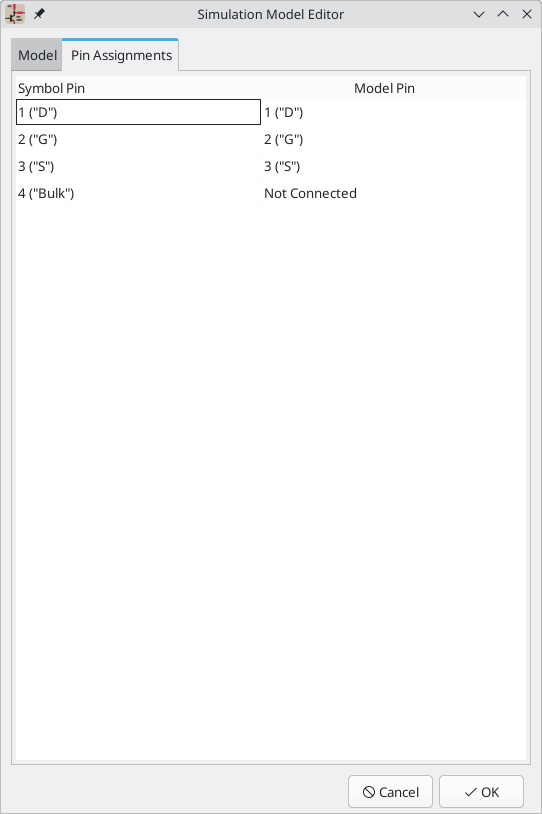 Simulation Model Editor
Model Pin Assignments
Symbol Pin Model Pin
1 ("D") 1 ("D")
2 ("G") 2 ("G")
3 ("S") 3 ("S")
4 ("Bulk") Not Connected
Cancel OK